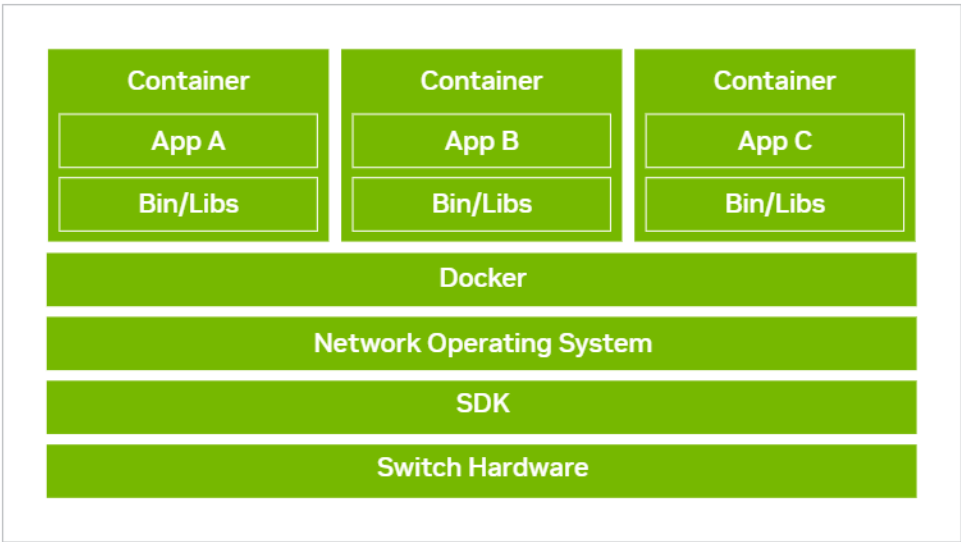 Container
App A
Bin/Libs
Container
App B
Bin/Libs
Container
App C
Bin/Libs
Docker
Network Operating System
SDK
Switch Hardware